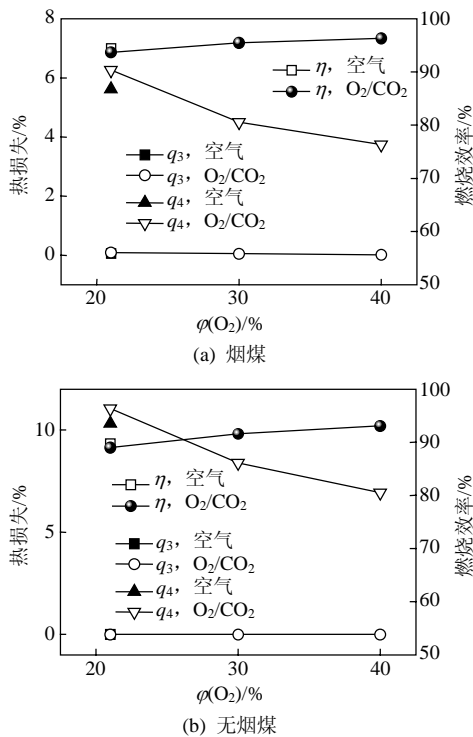 8
6
4
2
0
热损失/%
100
90
80
70
60
50
燃烧效率/%
η, 空气
η, O₂/CO₂
q₃, 空气
q₃, O₂/CO₂
q₄, 空气
q₄, O₂/CO₂
20 30 40
φ(O₂)/%
(a) 烟煤
10
5
0
热损失/%
100
90
80
70
60
50
燃烧效率/%
η, 空气
η, O₂/CO₂
q₃, 空气
q₃, O₂/CO₂
q₄, 空气
q₄, O₂/CO₂
20 30 40
φ(O₂)/%
(b) 无烟煤